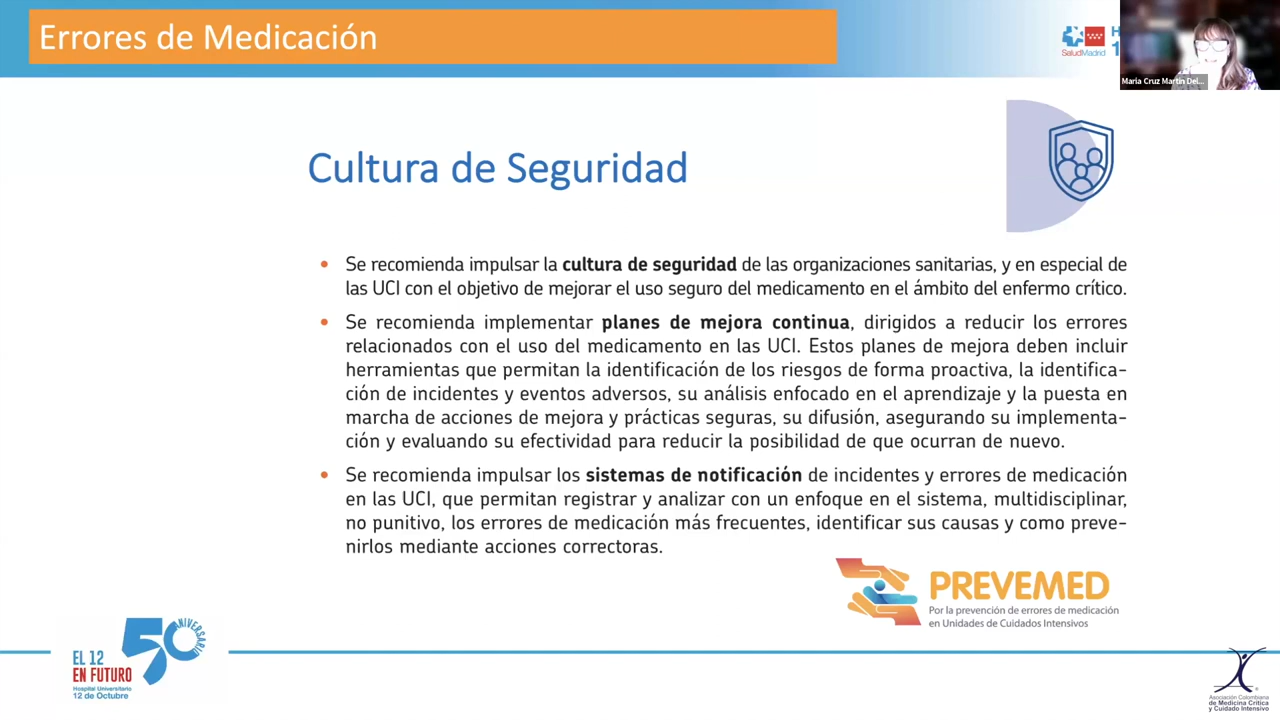 Errores de Medicación
SaludMadrid
Maria Cruz Martin Del...
Cultura de Seguridad
• Se recomienda impulsar la cultura de seguridad de las organizaciones sanitarias, y en especial de
las UCI con el objetivo de mejorar el uso seguro del medicamento en el ámbito del enfermo crítico.
• Se recomienda implementar planes de mejora continua, dirigidos a reducir los errores
relacionados con el uso del medicamento en las UCI. Estos planes de mejora deben incluir
herramientas que permitan la identificación de los riesgos de forma proactiva, la identifica-
ción de incidentes y eventos adversos, su análisis enfocado en el aprendizaje y la puesta en
marcha de acciones de mejora y prácticas seguras, su difusión, asegurando su implementa-
ción y evaluando su efectividad para reducir la posibilidad de que ocurran de nuevo.
• Se recomienda impulsar los sistemas de notificación de incidentes y errores de medicación
en las UCI, que permitan registrar y analizar con un enfoque en el sistema, multidisciplinar,
no punitivo, los errores de medicación más frecuentes, identificar sus causas y como preve-
nirlos mediante acciones correctoras.
PREVEMED
Por la prevención de errores de medicación
en Unidades de Cuidados Intensivos
50 ANIVERSARIO
EL 12
EN FUTURO
Hospital Universitario
12 de Octubre
Asociación Colombiana
de Medicina Crítica
y Cuidado Intensivo